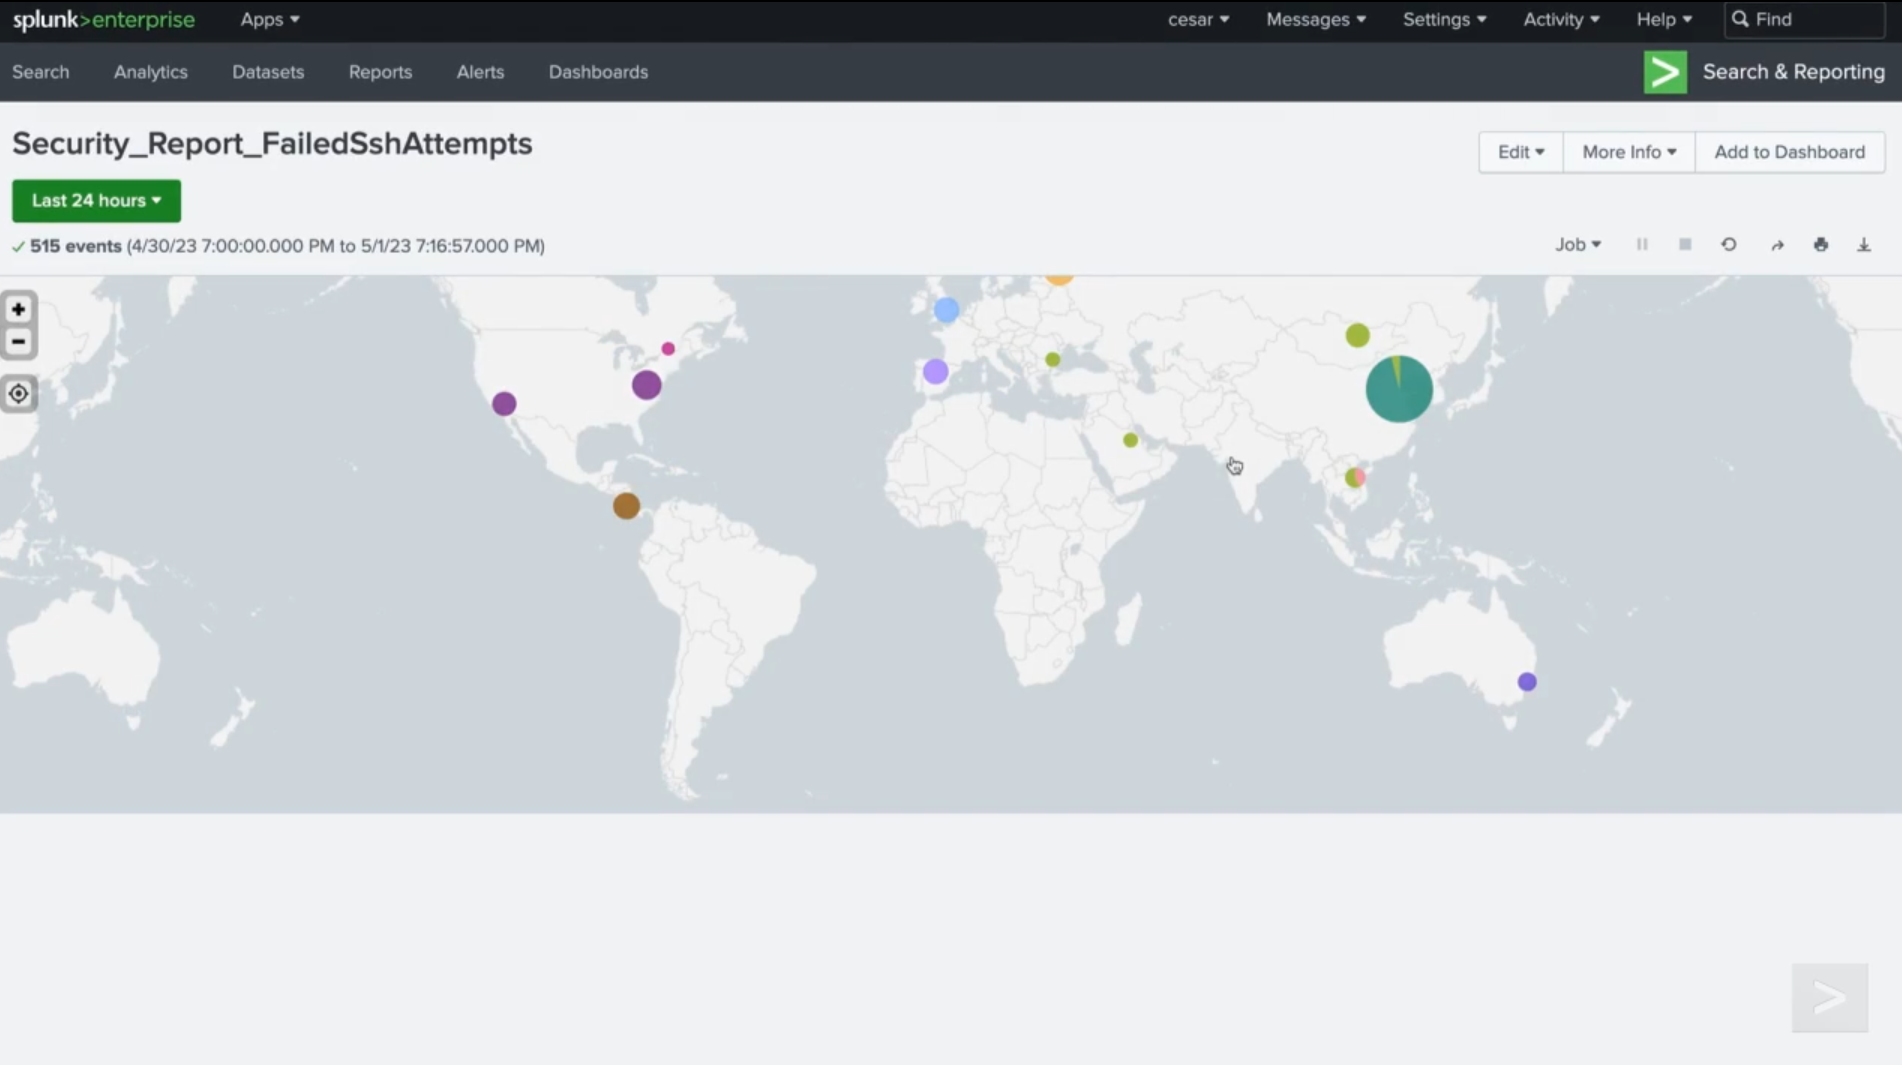 splunk>enterprise Apps cesar Messages Settings Activity Help Find
Search Analytics Datasets Reports Alerts Dashboards Search & Reporting
Security_Report_FailedSshAttempts
Edit More Info Add to Dashboard
Last 24 hours
515 events (4/30/23 7:00:00.000 PM to 5/1/23 7:16:57.000 PM)
Job